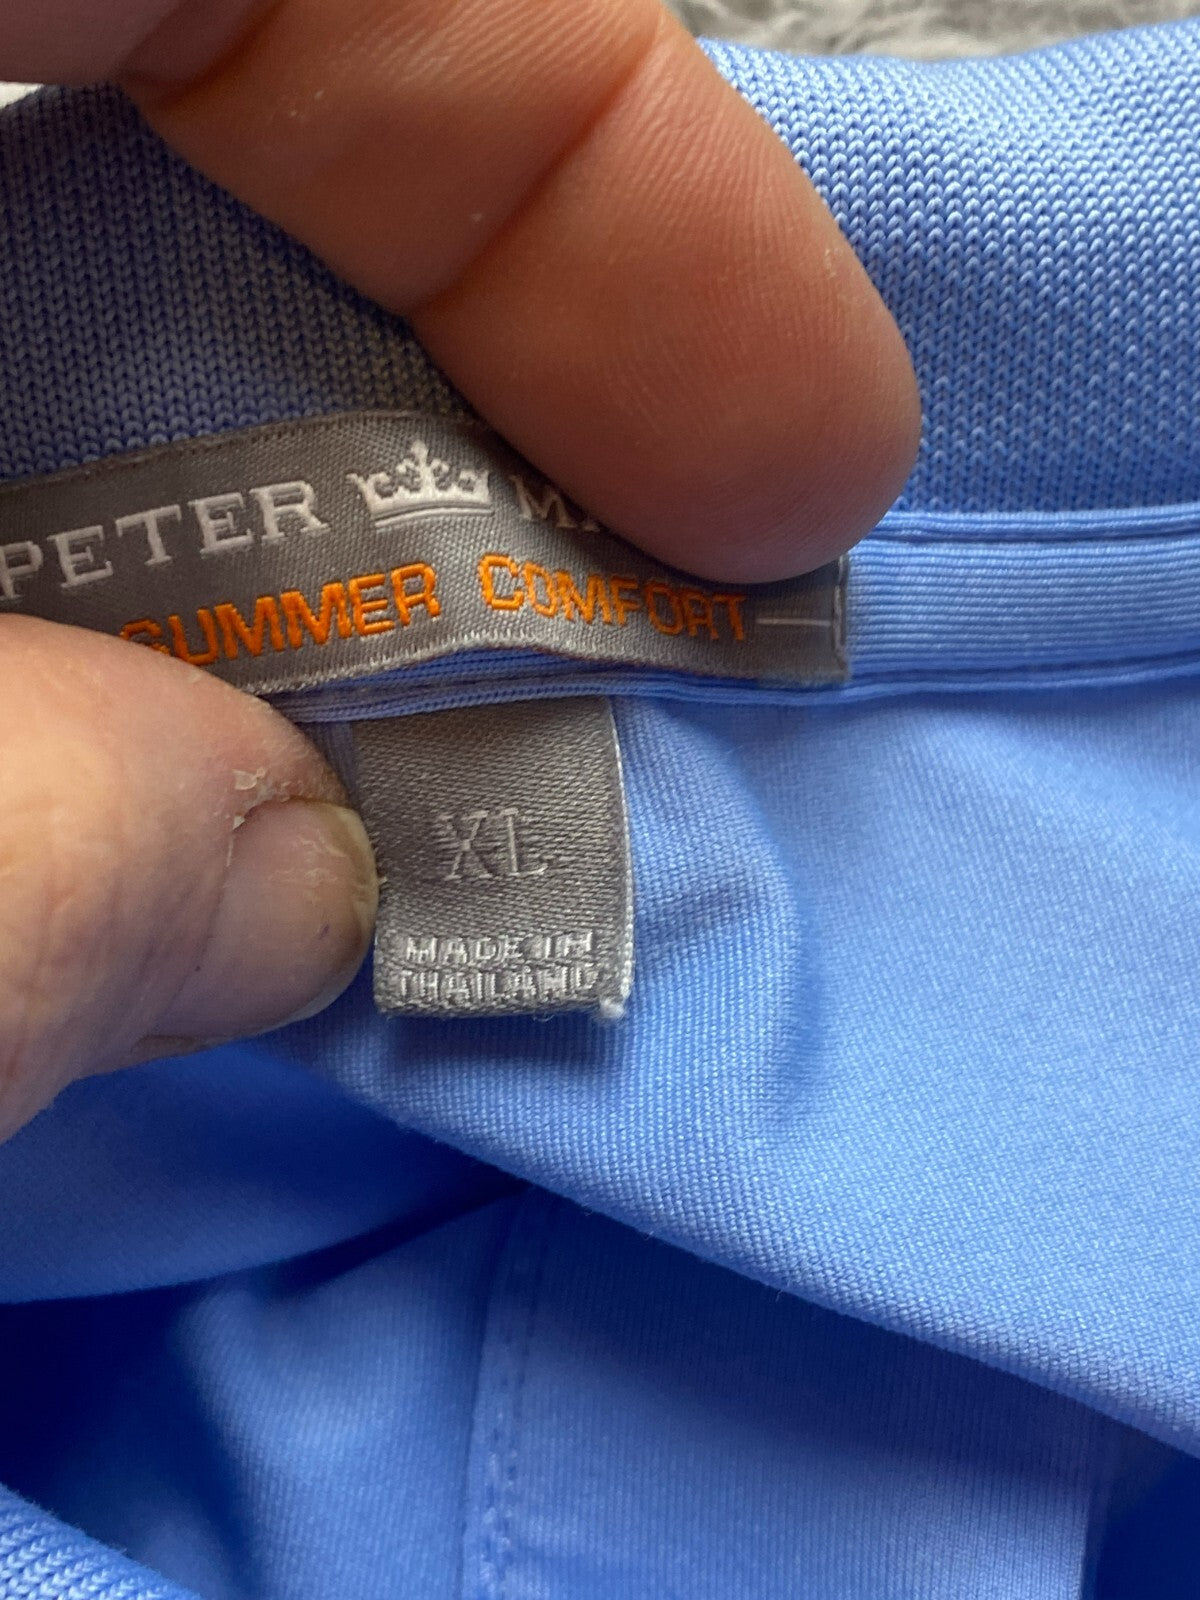 PETER
SUMMER COMFORT
XL
MADE IN
THAILAND